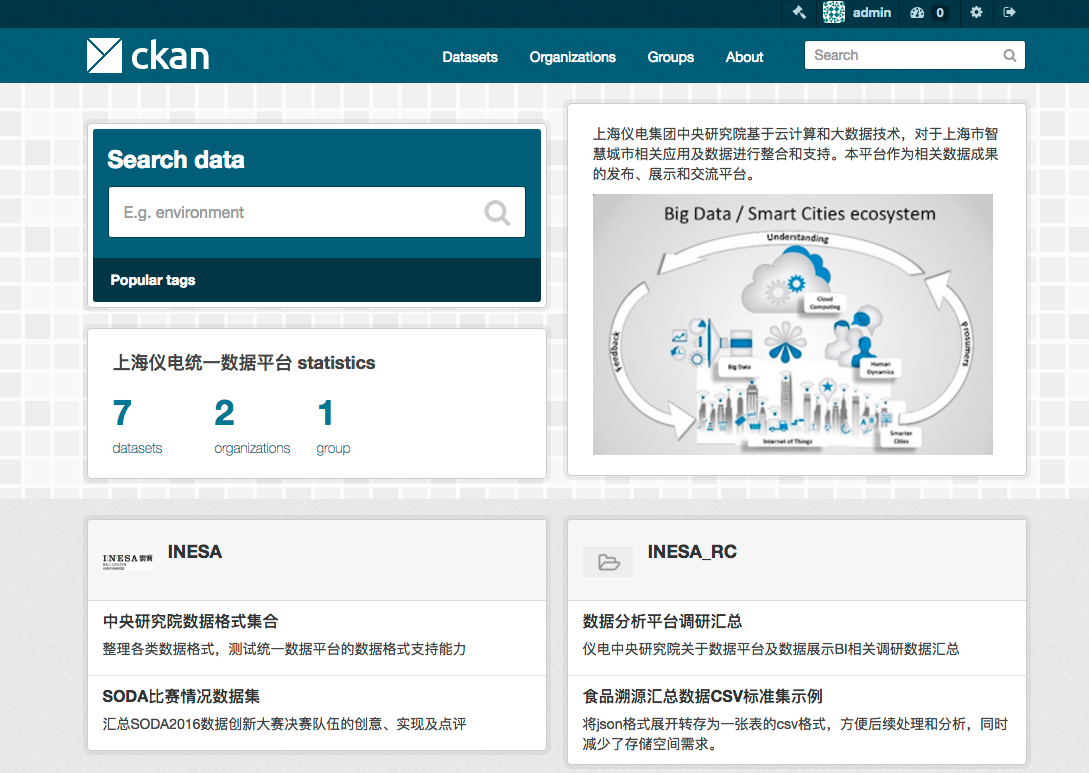 admin
0
ckan
Datasets
Organizations
Groups
About
Search
Search data
E.g. environment
Popular tags
上海仪电统一数据平台 statistics
7
2
1
datasets
organizations
group
上海仪电集团中央研究院基于云计算和大数据技术，对于上海市智
慧城市相关应用及数据进行整合和支持。本平台作为相关数据成果
的发布、展示和交流平台。
Big Data / Smart Cities ecosystem
Understanding
Cloud
Computing
Feedback
Prosumers
Big Data
Human
Dynamics
Internet of Things
Smarter
Cities
INESA
INESA
中央研究院数据格式集合
整理各类数据格式，测试统一数据平台的数据格式支持能力
SODA比赛情况数据集
汇总SODA2016数据创新大赛决赛队伍的创意、实现及点评
INESA_RC
数据分析平台调研汇总
仪电中央研究院关于数据平台及数据展示BI相关调研数据汇总
食品溯源汇总数据CSV标准集示例
将json格式展开转存为一张表的csv格式，方便后续处理和分析，同时
减少了存储空间需求。